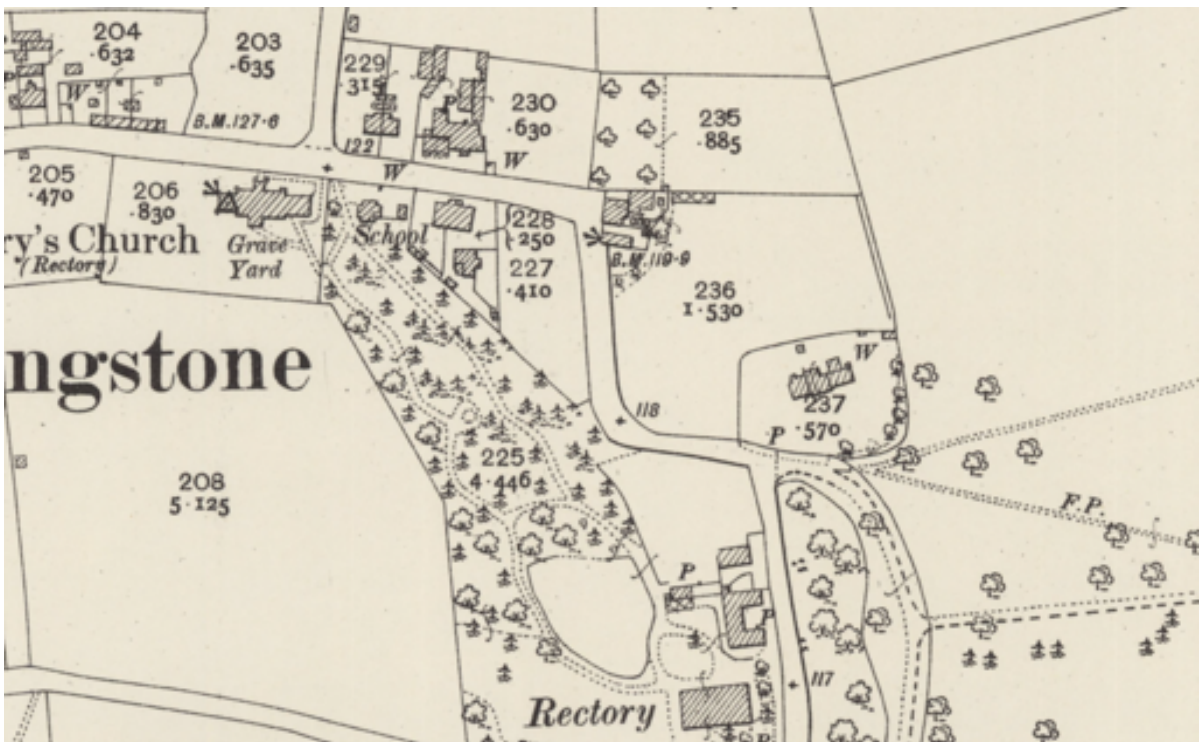 204
·632
203
·635
229
·315
230
·630
235
·885
P
W
B.M.127·6
122
W
W
205
·470
206
·830
228
·250
School
ry's Church
(Rectory)
Grave
Yard
B.M.119·9
227
·410
236
1·530
ngstone
W
237
·570
118
P
225
4·446
208
5·125
F.P.
P
P
Rectory
117
P